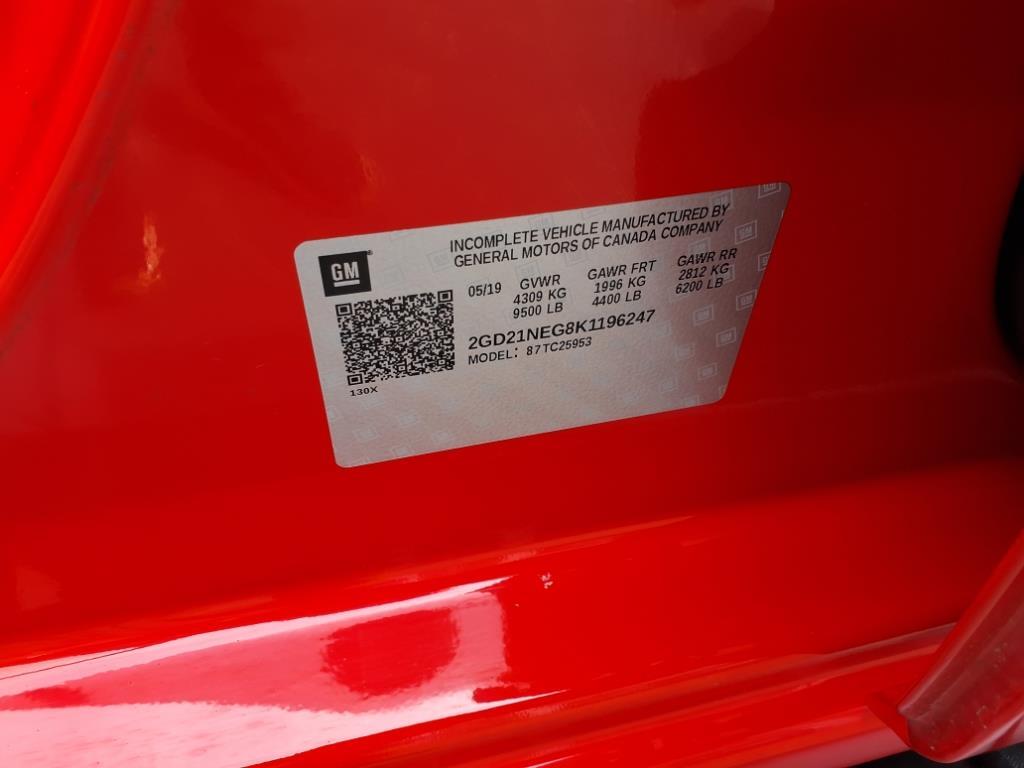 GM
INCOMPLETE VEHICLE MANUFACTURED BY
GENERAL MOTORS OF CANADA COMPANY
05/19 GVWR GAWR FRT GAWR RR
4309 KG 1996 KG 2812 KG
9500 LB 4400 LB 6200 LB
2GD21NEG8K1196247
MODEL: 87TC25953
130X